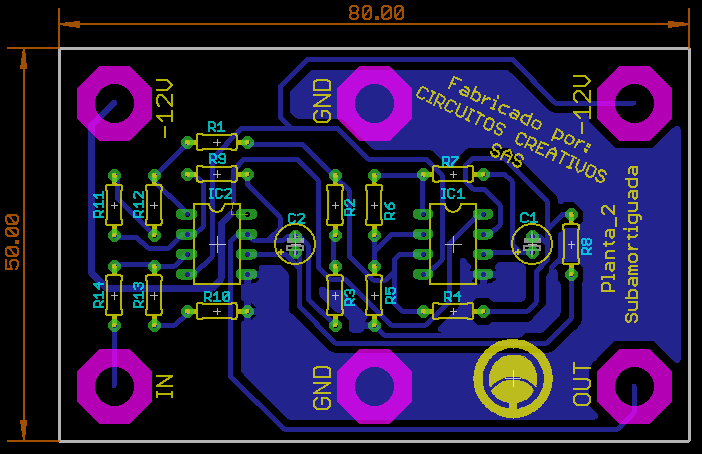 80.00
50.00
-12V
GND
-12V
Fabricado por:
CIRCUITOS CREATIVOS
SAS
R1
R9
R7
IC2
IC1
R11
R12
R2
R6
C2
C1
R8
Planta_2
Subamortiguada
R14
R13
R10
R3
R5
R4
IN
GND
OUT